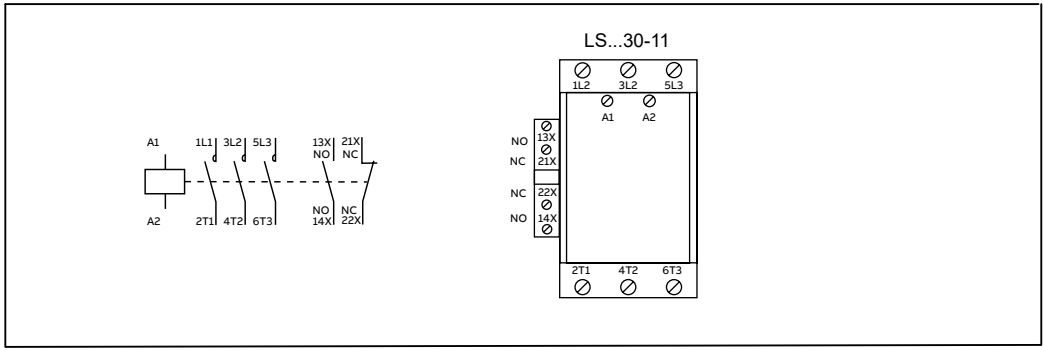 LS...30-11
1L2 3L2 5L3
A1 A2
A1 1L1 3L2 5L3 13X 21X
NO NC
A2 2T1 4T2 6T3
NO NC
14X 22X
NO 13X
NC 21X
NC 22X
NO 14X
2T1 4T2 6T3